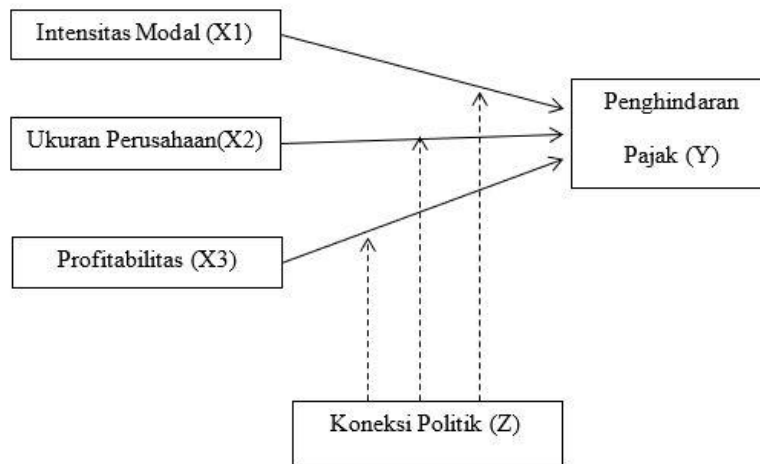 Intensitas Modal (X1)
Ukuran Perusahaan(X2)
Profitabilitas (X3)
Penghindaran
Pajak (Y)
Koneksi Politik (Z)